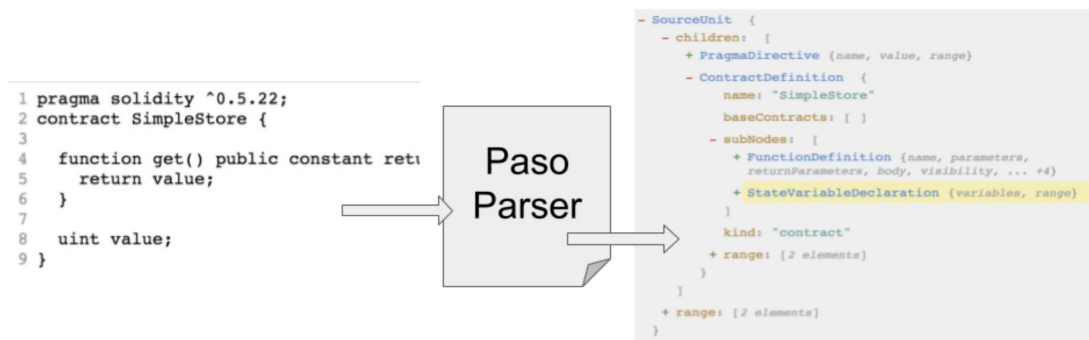 1 pragma solidity ^0.5.22;
2 contract SimpleStore {
3
4 function get() public constant retu
5 return value;
6 }
7
8 uint value;
9 }
Paso
Parser
- SourceUnit {
- children: [
+ PragmaDirective {name, value, range}
- ContractDefinition {
name: "SimpleStore"
baseContracts: [ ]
- subNodes: [
+ FunctionDefinition {name, parameters,
returnParameters, body, visibility, ... +4}
+ StateVariableDeclaration {variables, range}
]
kind: "contract"
+ range: [2 elements]
}
]
+ range: [2 elements]
}